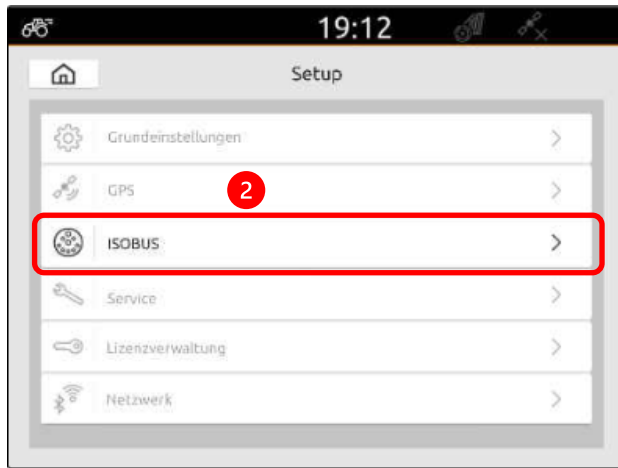 19:12
Setup
Grundeinstellungen
GPS
2
ISOBUS
Service
Lizenzverwaltung
Netzwerk